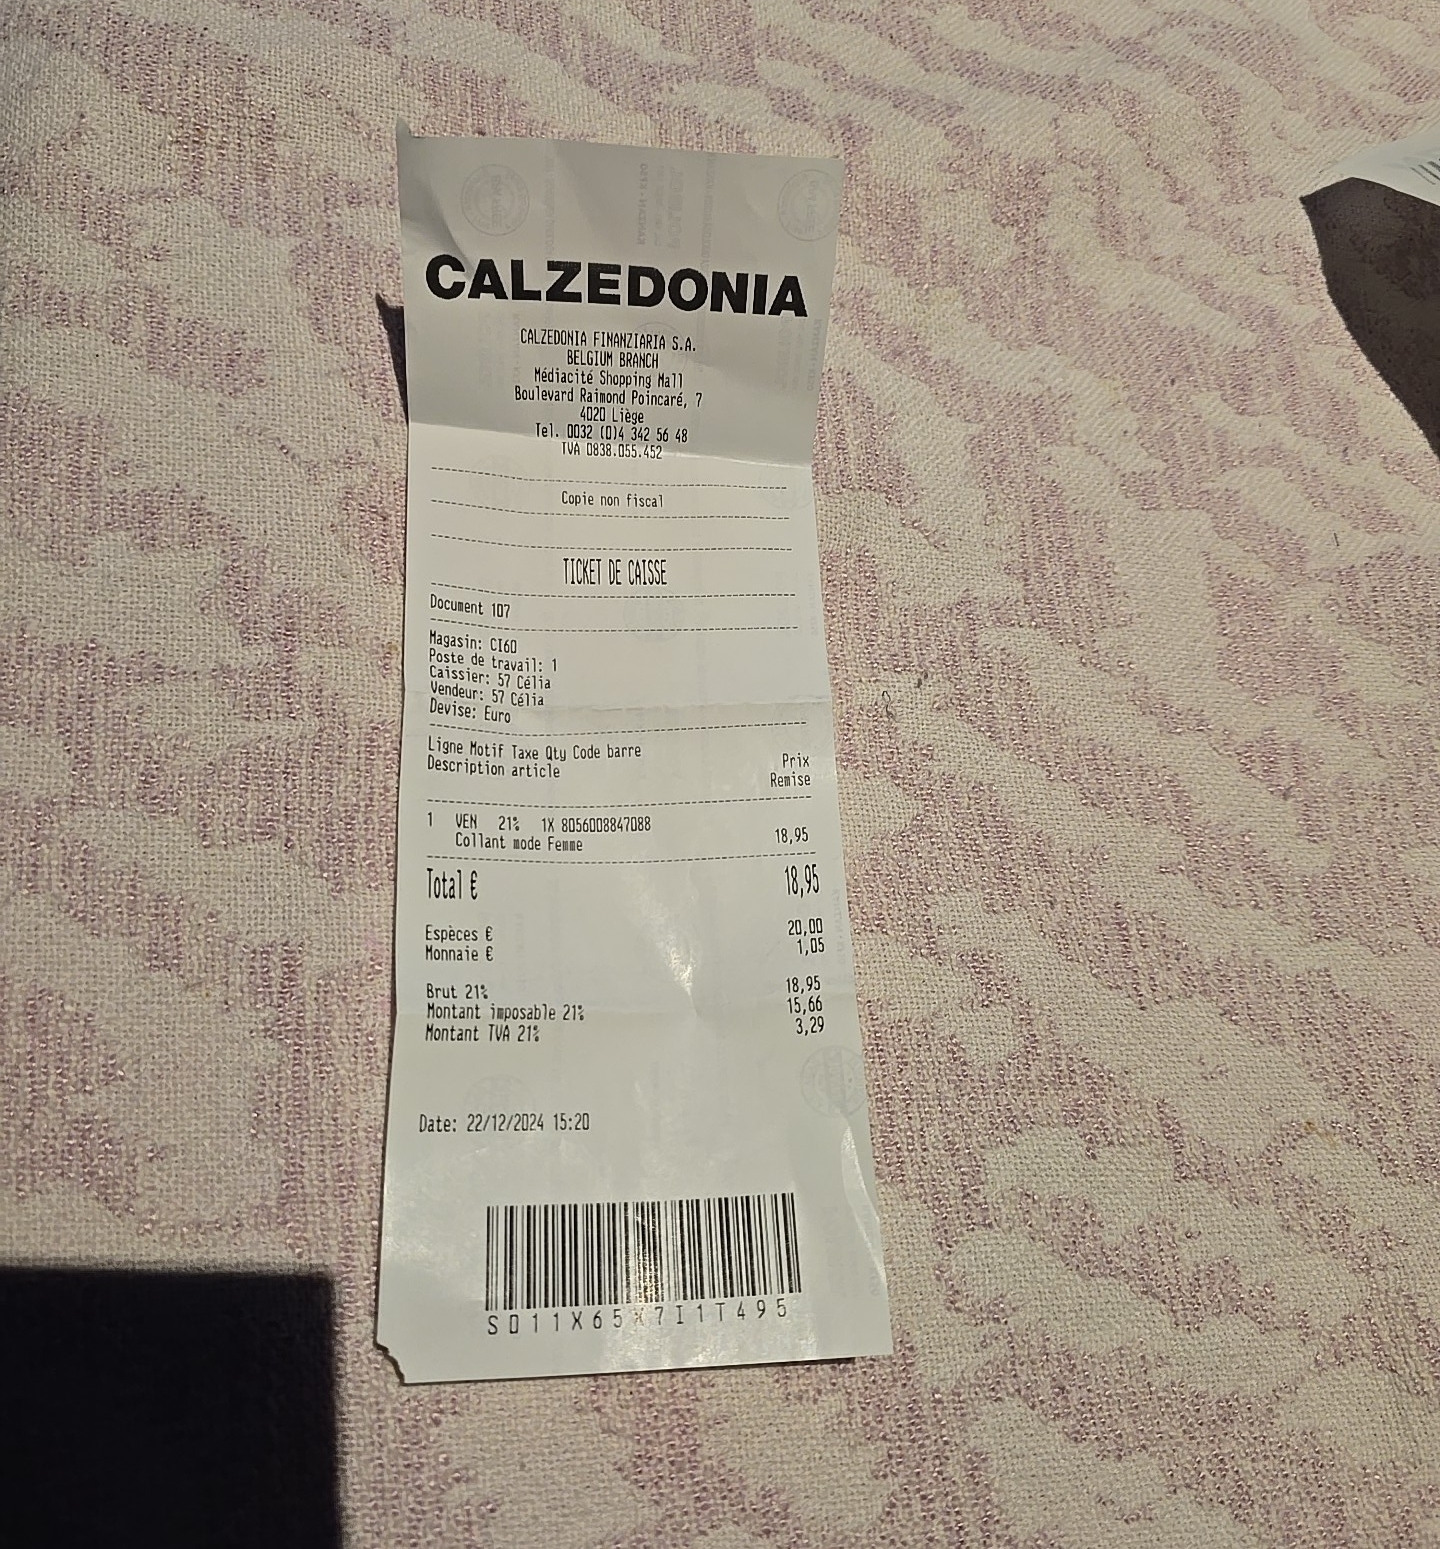 CALZEDONIA
CALZEDONIA FINANZIARIA S.A.
BELGIUM BRANCH
Médiacité Shopping Mall
Boulevard Raimond Poincaré, 7
4020 Liège
Tel. 0032 (0)4 342 56 48
TVA 0838.055.452
Copie non fiscal
TICKET DE CAISSE
Document 107
Magasin: CI60
Poste de travail: 1
Caissier: 57 Célia
Vendeur: 57 Célia
Devise: Euro
Ligne Motif Taxe Qty Code barre Prix
Description article Remise
1 VEN 21% 1X 8056008847088
Collant mode Femme 18,95
Total € 18,95
Espèces € 20,00
Monnaie € 1,05
Brut 21% 18,95
Montant imposable 21% 15,66
Montant TVA 21% 3,29
Date: 22/12/2024 15:20
S011X65X7I1T495